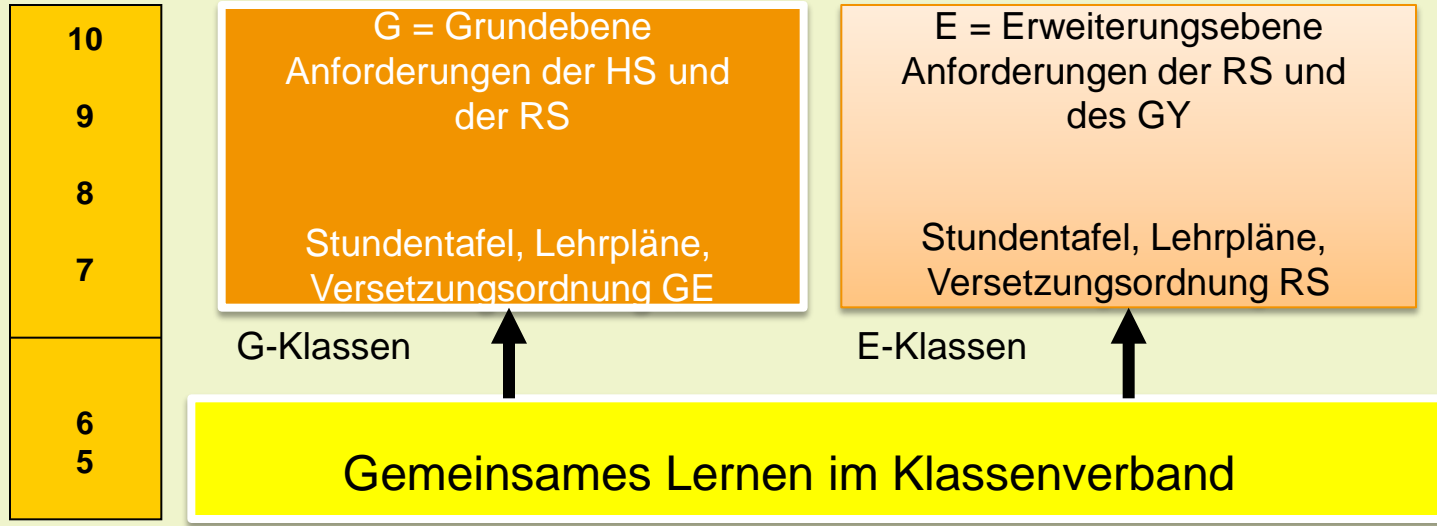 10
9
8
7
6
5
G = Grundebene
Anforderungen der HS und
der RS
Stundentafel, Lehrpläne,
Versetzungsordnung GE
E = Erweiterungsebene
Anforderungen der RS und
des GY
Stundentafel, Lehrpläne,
Versetzungsordnung RS
G-Klassen
E-Klassen
Gemeinsames Lernen im Klassenverband